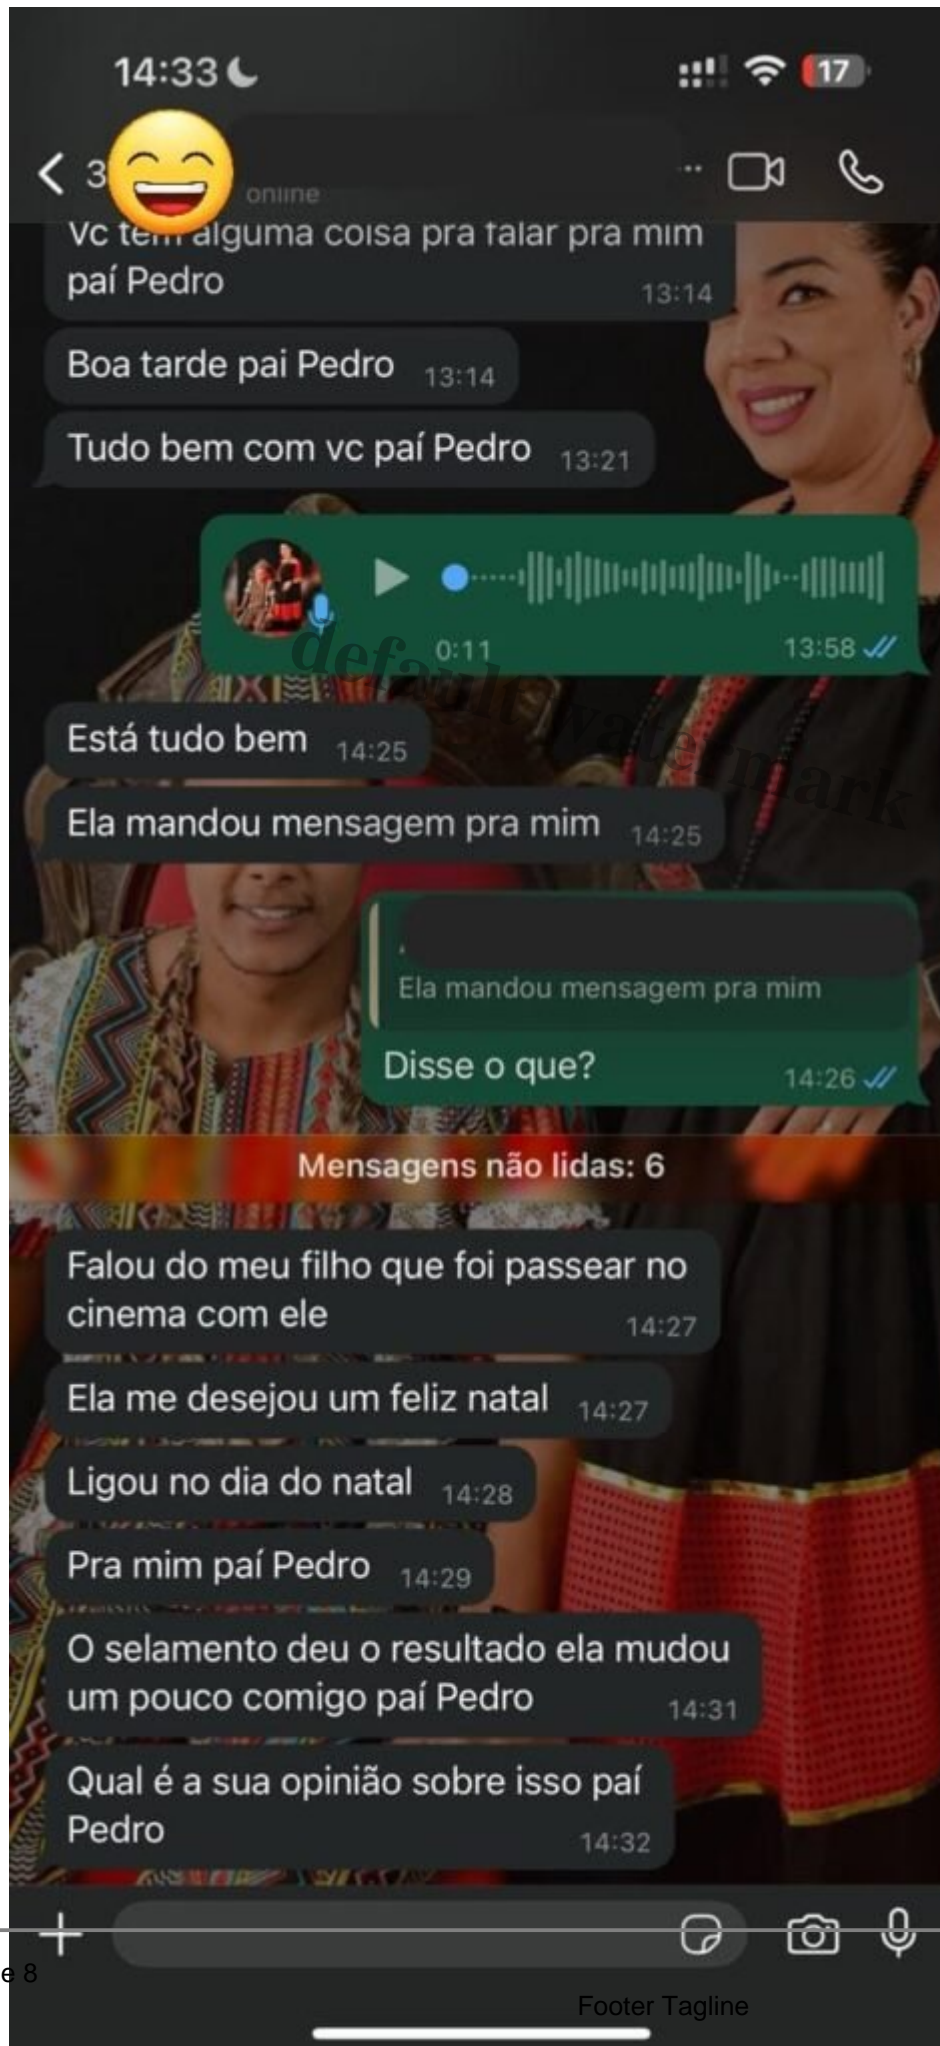 14:33
17
3
online
Vc tem alguma coisa pra falar pra mim
paí Pedro
13:14
Boa tarde pai Pedro 13:14
Tudo bem com vc paí Pedro 13:21
0:11 13:58
Está tudo bem 14:25
Ela mandou mensagem pra mim 14:25
Ela mandou mensagem pra mim
Disse o que? 14:26
Mensagens não lidas: 6
Falou do meu filho que foi passear no
cinema com ele 14:27
Ela me desejou um feliz natal 14:27
Ligou no dia do natal 14:28
Pra mim paí Pedro 14:29
O selamento deu o resultado ela mudou
um pouco comigo paí Pedro 14:31
Qual é a sua opinião sobre isso paí
Pedro 14:32
default watermark
e 8
Footer Tagline